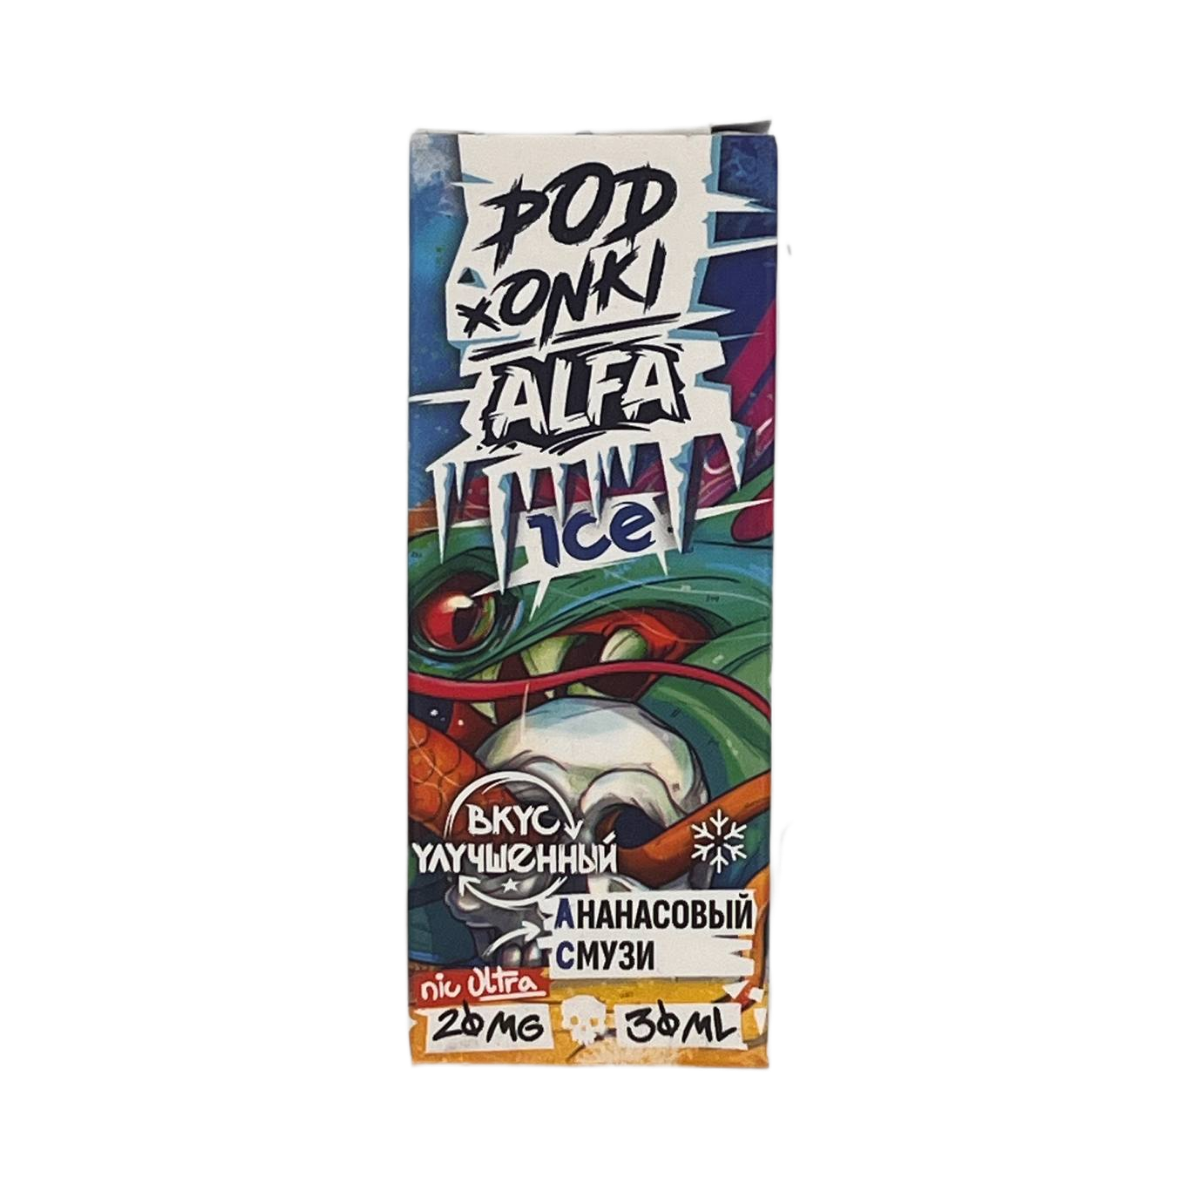 POD
xONKI
ALFA
ice
ВКУС
УЛУЧШЕННЫЙ
АНАНАСОВЫЙ
СМУЗИ
nic Ultra
20MG
30ML